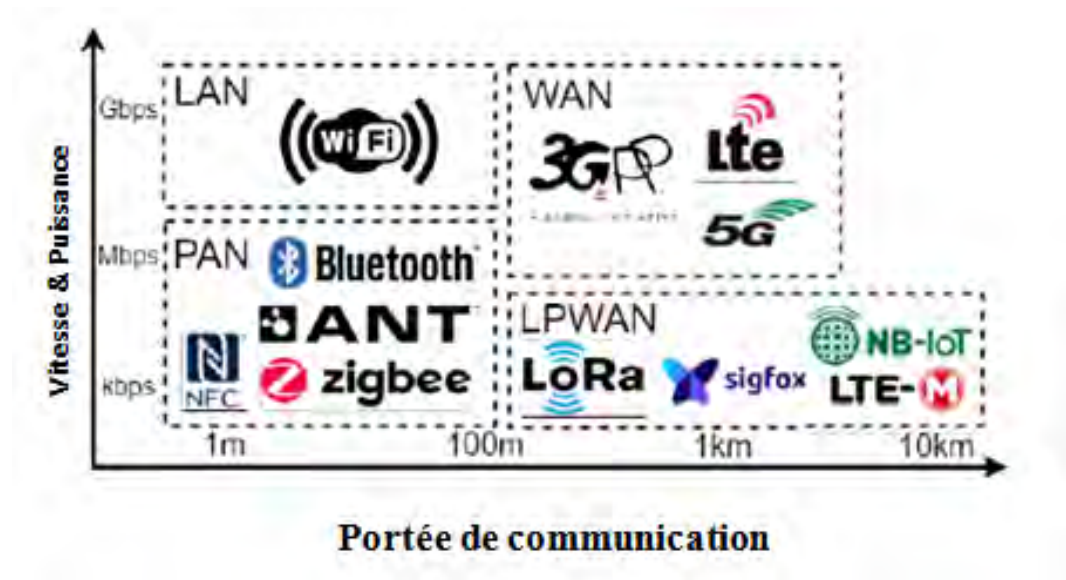 Vitesse & Puissance
Gbps
Mbps
kbps
LAN
WiFi
WAN
3GPP
Lte
5G
PAN
Bluetooth
ANT
NFC
zigbee
LPWAN
LoRa
sigfox
NB-IoT
LTE-M
1m
100m
1km
10km
Portée de communication